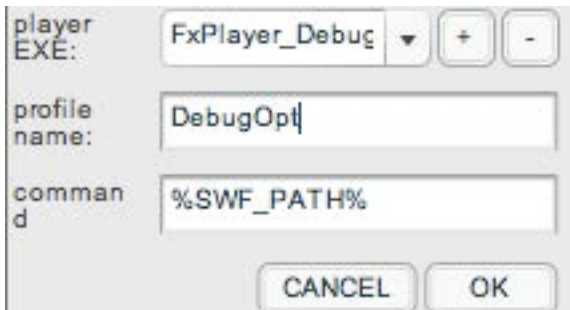 player
EXE:
FxPlayer_Debug
+ -
profile
name:
DebugOpt
comman
d
%SWF_PATH%
CANCEL OK